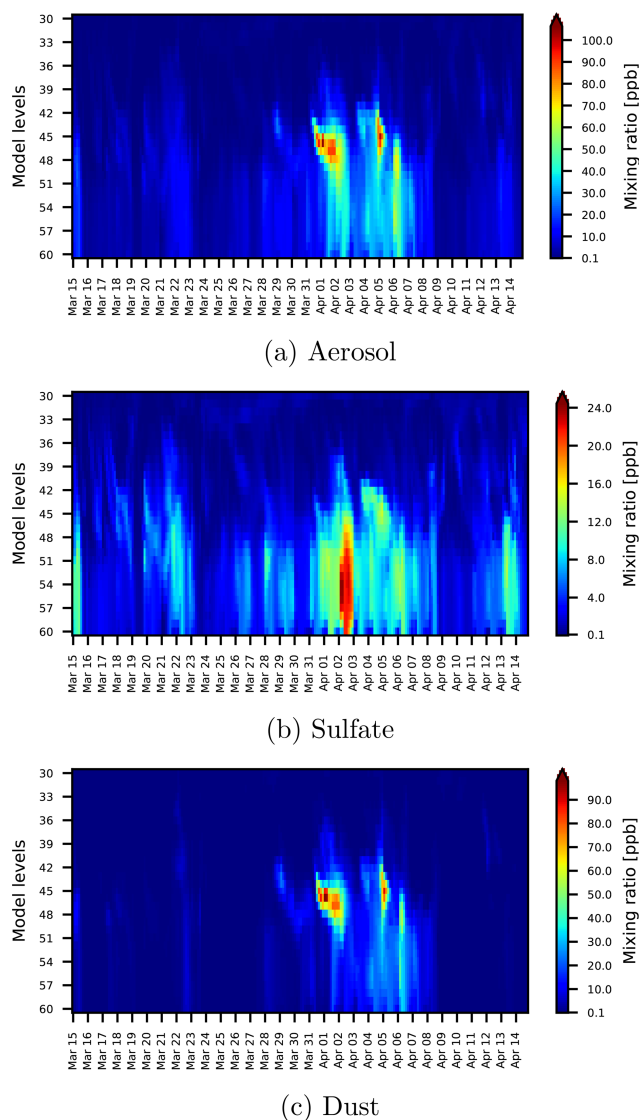 30
33
36
39
42
45
48
51
54
57
60
Model levels
Mar 15
Mar 16
Mar 17
Mar 18
Mar 19
Mar 20
Mar 21
Mar 22
Mar 23
Mar 24
Mar 25
Mar 26
Mar 27
Mar 28
Mar 29
Mar 30
Mar 31
Apr 01
Apr 02
Apr 03
Apr 04
Apr 05
Apr 06
Apr 07
Apr 08
Apr 09
Apr 10
Apr 11
Apr 12
Apr 13
Apr 14
100.0
90.0
80.0
70.0
60.0
50.0
40.0
30.0
20.0
10.0
0.1
Mixing ratio [ppb]
(a) Aerosol
30
33
36
39
42
45
48
51
54
57
60
Model levels
Mar 15
Mar 16
Mar 17
Mar 18
Mar 19
Mar 20
Mar 21
Mar 22
Mar 23
Mar 24
Mar 25
Mar 26
Mar 27
Mar 28
Mar 29
Mar 30
Mar 31
Apr 01
Apr 02
Apr 03
Apr 04
Apr 05
Apr 06
Apr 07
Apr 08
Apr 09
Apr 10
Apr 11
Apr 12
Apr 13
Apr 14
24.0
20.0
16.0
12.0
8.0
4.0
0.1
Mixing ratio [ppb]
(b) Sulfate
30
33
36
39
42
45
48
51
54
57
60
Model levels
Mar 15
Mar 16
Mar 17
Mar 18
Mar 19
Mar 20
Mar 21
Mar 22
Mar 23
Mar 24
Mar 25
Mar 26
Mar 27
Mar 28
Mar 29
Mar 30
Mar 31
Apr 01
Apr 02
Apr 03
Apr 04
Apr 05
Apr 06
Apr 07
Apr 08
Apr 09
Apr 10
Apr 11
Apr 12
Apr 13
Apr 14
90.0
80.0
70.0
60.0
50.0
40.0
30.0
20.0
10.0
0.1
Mixing ratio [ppb]
(c) Dust